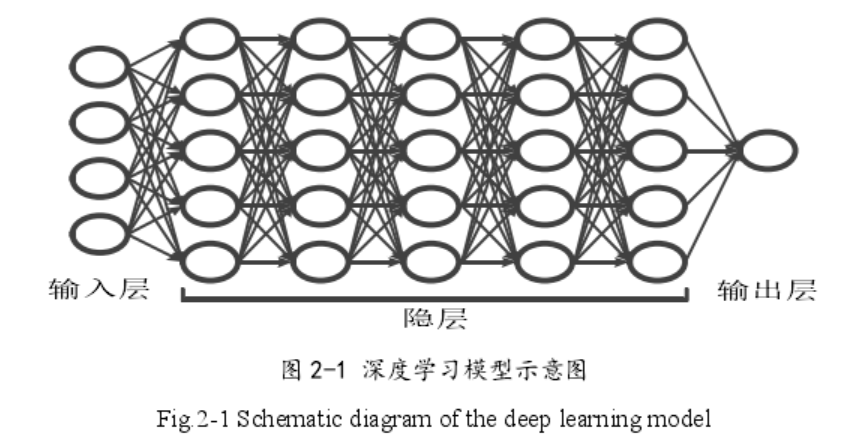 输入层
输出层
隐层
图 2-1 深度学习模型示意图
Fig.2-1 Schematic diagram of the deep learning model